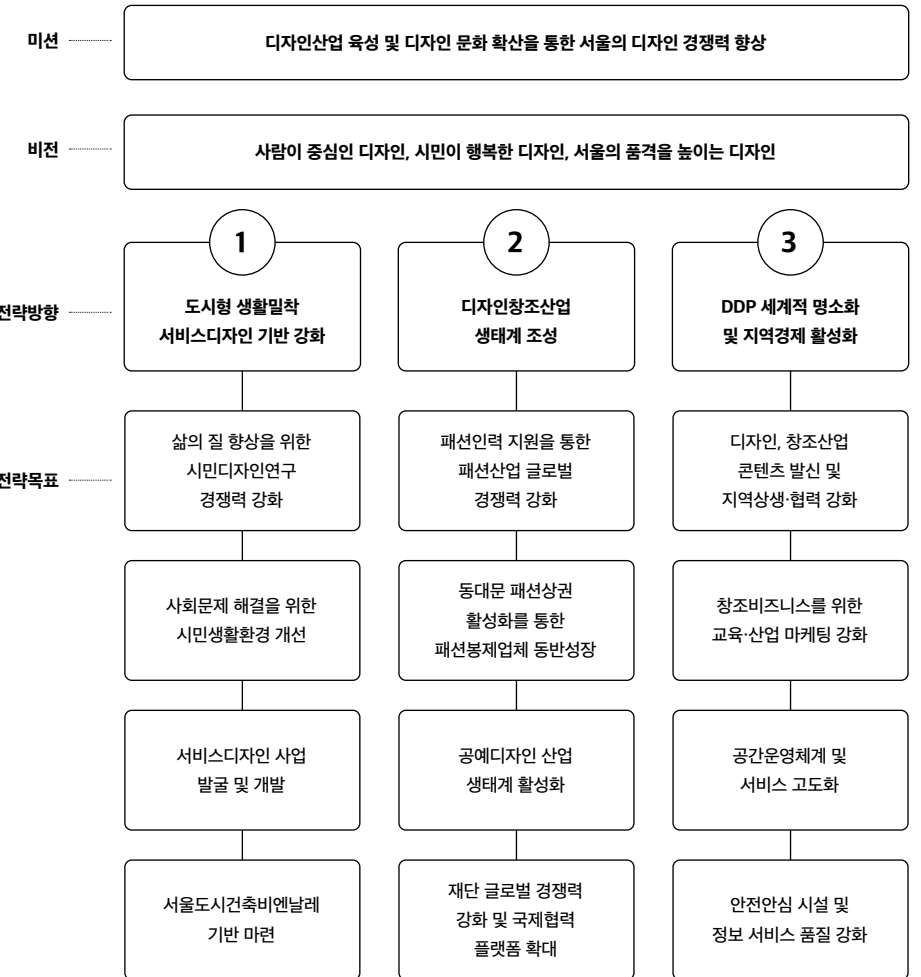 미션
디자인산업 육성 및 디자인 문화 확산을 통한 서울의 디자인 경쟁력 향상
비전
사람이 중심인 디자인, 시민이 행복한 디자인, 서울의 품격을 높이는 디자인
전략방향
1
도시형 생활밀착
서비스디자인 기반 강화
2
디자인창조산업
생태계 조성
3
DDP 세계적 명소화
및 지역경제 활성화
전략목표
삶의 질 향상을 위한
시민디자인연구
경쟁력 강화
패션인력 지원을 통한
패션산업 글로벌
경쟁력 강화
디자인, 창조산업
콘텐츠 발신 및
지역상생·협력 강화
사회문제 해결을 위한
시민생활환경 개선
동대문 패션상권
활성화를 통한
패션봉제업체 동반성장
창조비즈니스를 위한
교육·산업 마케팅 강화
서비스디자인 사업
발굴 및 개발
공예디자인 산업
생태계 활성화
공간운영체계 및
서비스 고도화
서울도시건축비엔날레
기반 마련
재단 글로벌 경쟁력
강화 및 국제협력
플랫폼 확대
안전안심 시설 및
정보 서비스 품질 강화